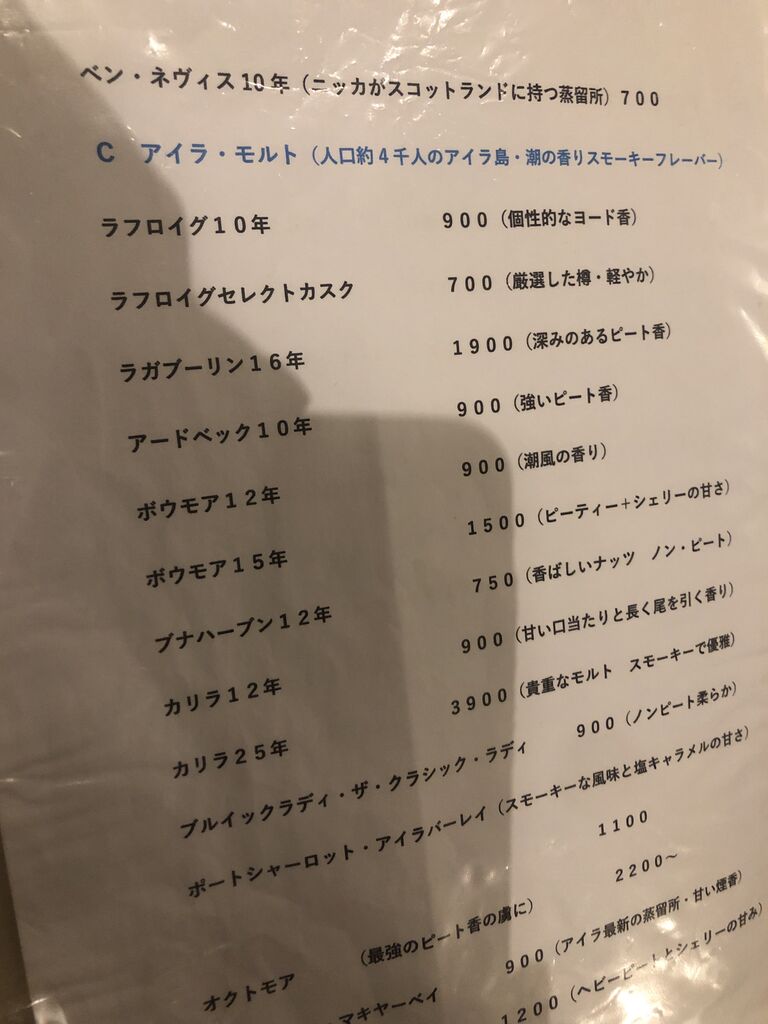 ベン・ネヴィス10年（ニッカがスコットランドに持つ蒸留所）７００
C　アイラ・モルト（人口約４千人のアイラ島・潮の香りスモーキーフレーバー）
ラフロイグ１０年　９００（個性的なヨード香）
ラフロイグセレクトカスク　７００（厳選した樽・軽やか）
ラガブーリン１６年　１９００（深みのあるピート香）
アードベック１０年　９００（強いピート香）
ボウモア１２年　９００（潮風の香り）
ボウモア１５年　１５００（ピーティー＋シェリーの甘さ）
ブナハーブン１２年　７５０（香ばしいナッツ　ノン・ピート）
カリラ１２年　９００（甘い口当たりと長く尾を引く香り）
カリラ２５年　３９００（貴重なモルト　スモーキーで優雅）
ブルイックラディ・ザ・クラシック・ラディ　９００（ノンピート柔らか）
ポートシャーロット・アイラバーレイ（スモーキーな風味と塩キャラメルの甘さ）
１１００
オクトモア　（最強のピート香の虜に）　２２００～
マキヤーベイ　９００（アイラ最新の蒸留所・甘い煙香）
１２００（ヘビーピートとシェリーの甘み）